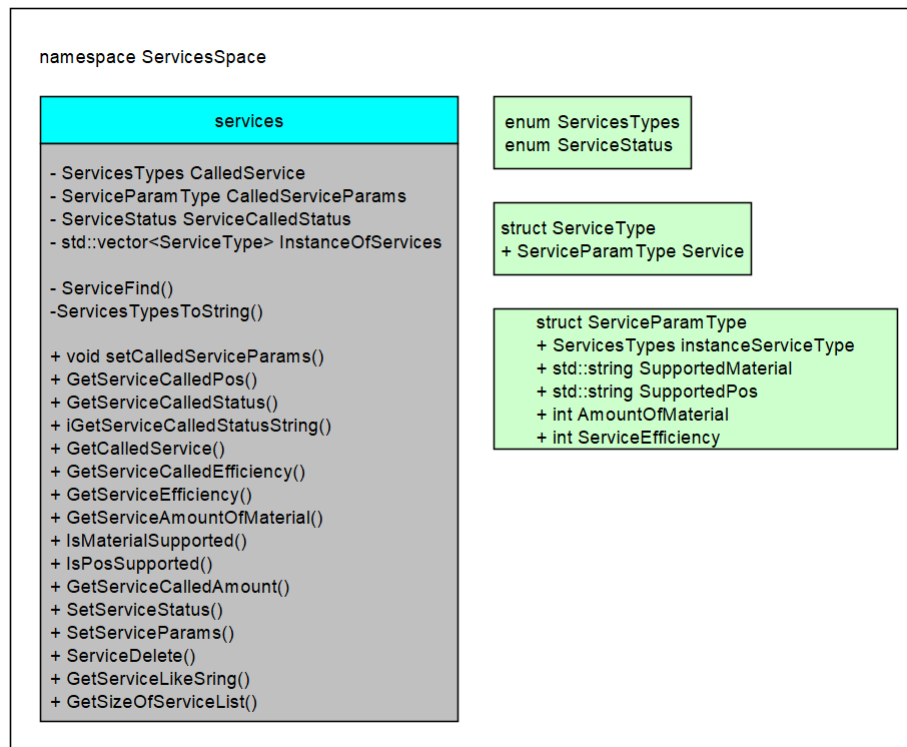 namespace ServicesSpace
services
- ServicesTypes CalledService
- ServiceParamType CalledServiceParams
- ServiceStatus ServiceCalledStatus
- std::vector<ServiceType> InstanceOfServices
- ServiceFind()
-ServicesTypesToString()
+ void setCalledServiceParams()
+ GetServiceCalledPos()
+ GetServiceCalledStatus()
+ iGetServiceCalledStatusString()
+ GetCalledService()
+ GetServiceCalledEfficiency()
+ GetServiceEfficiency()
+ GetServiceAmountOfMaterial()
+ IsMaterialSupported()
+ IsPosSupported()
+ GetServiceCalledAmount()
+ SetServiceStatus()
+ SetServiceParams()
+ ServiceDelete()
+ GetServiceLikeSring()
+ GetSizeOfServiceList()
enum ServicesTypes
enum ServiceStatus
struct ServiceType
+ ServiceParamType Service
struct ServiceParamType
+ ServicesTypes instanceServiceType
+ std::string SupportedMaterial
+ std::string SupportedPos
+ int AmountOfMaterial
+ int ServiceEfficiency